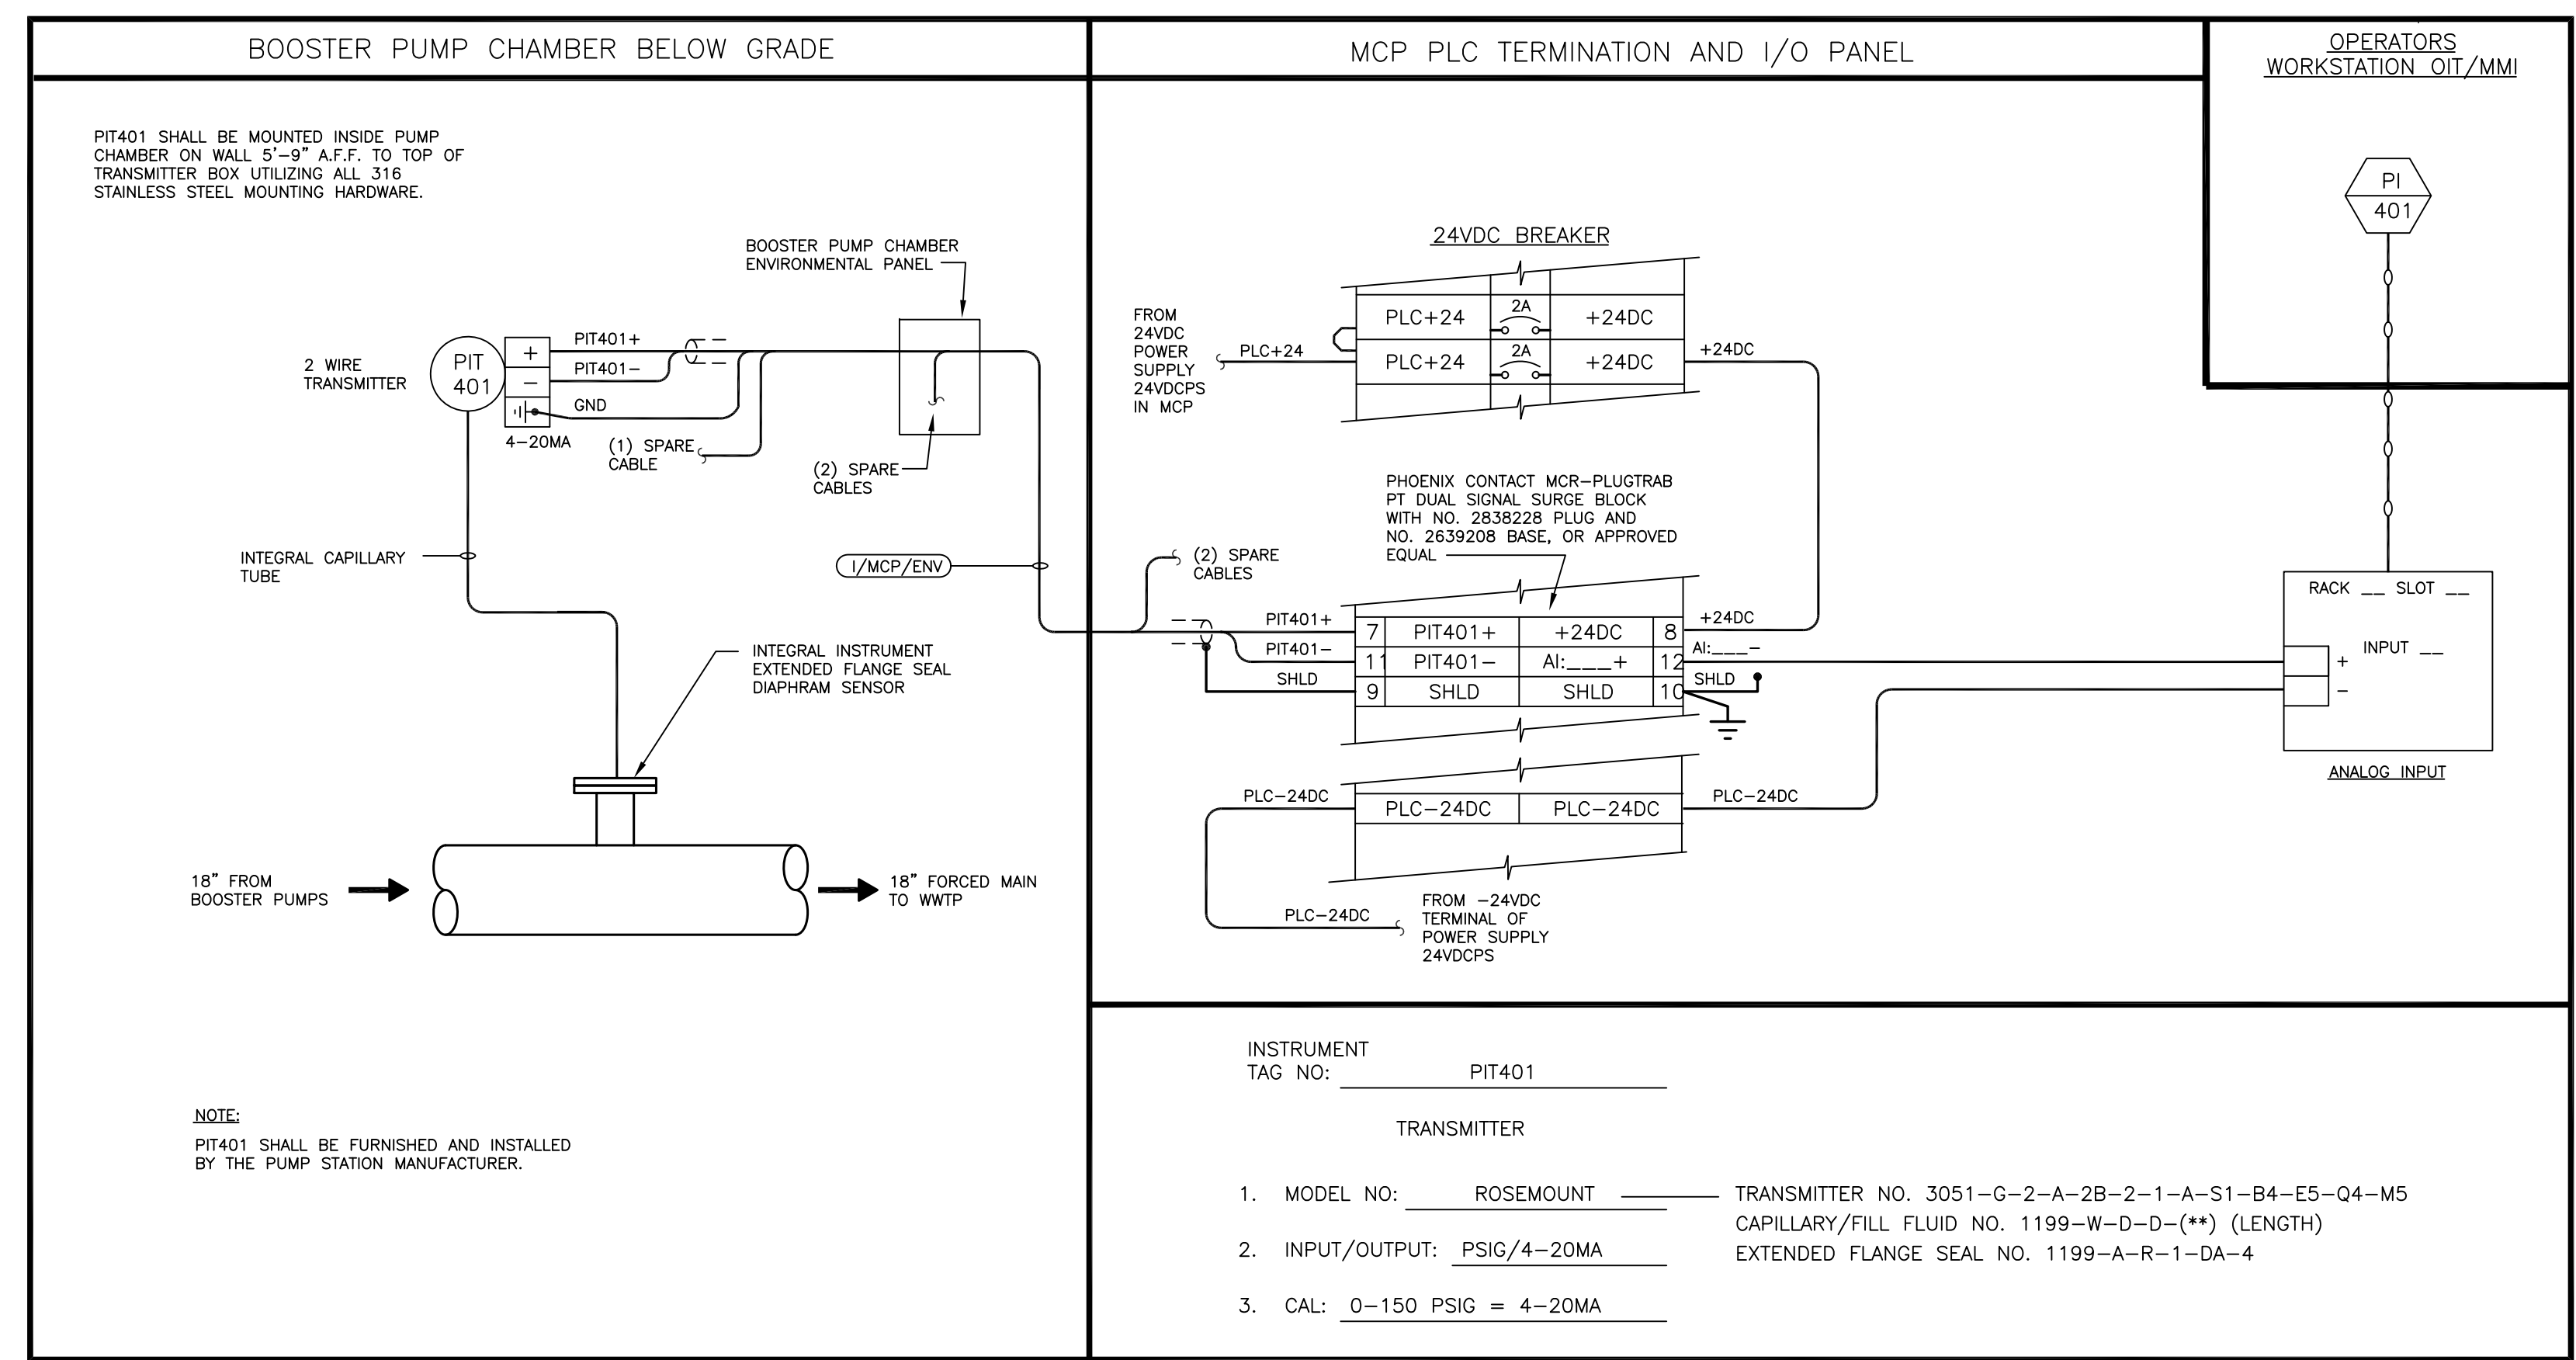 BOOSTER PUMP CHAMBER BELOW GRADE
MCP PLC TERMINATION AND I/O PANEL
OPERATORS
WORKSTATION OIT/MMI
PIT401 SHALL BE MOUNTED INSIDE PUMP
CHAMBER ON WALL 5'-9" A.F.F. TO TOP OF
TRANSMITTER BOX UTILIZING ALL 316
STAINLESS STEEL MOUNTING HARDWARE.
BOOSTER PUMP CHAMBER
ENVIRONMENTAL PANEL
2 WIRE
TRANSMITTER
PIT
401
+
-
PIT401+
PIT401-
GND
4-20MA
(1) SPARE
CABLE
(2) SPARE
CABLES
INTEGRAL CAPILLARY
TUBE
I/MCP/ENV
INTEGRAL INSTRUMENT
EXTENDED FLANGE SEAL
DIAPHRAM SENSOR
18" FROM
BOOSTER PUMPS
18" FORCED MAIN
TO WWTP
NOTE:
PIT401 SHALL BE FURNISHED AND INSTALLED
BY THE PUMP STATION MANUFACTURER.
24VDC BREAKER
FROM
24VDC
POWER
SUPPLY
24VDCPS
IN MCP
PLC+24
PLC+24 2A +24DC
PLC+24 2A +24DC
+24DC
PHOENIX CONTACT MCR-PLUGTRAB
PT DUAL SIGNAL SURGE BLOCK
WITH NO. 2838228 PLUG AND
NO. 2639208 BASE, OR APPROVED
EQUAL
(2) SPARE
CABLES
PIT401+ 7 PIT401+ +24DC 8 +24DC
PIT401- 11 PIT401- AI:___+ 12 AI:___-
SHLD 9 SHLD SHLD 10 SHLD
PLC-24DC PLC-24DC PLC-24DC PLC-24DC
PLC-24DC
FROM -24VDC
TERMINAL OF
POWER SUPPLY
24VDCPS
PI
401
RACK __ SLOT __
INPUT __
+
-
ANALOG INPUT
INSTRUMENT
TAG NO: PIT401
TRANSMITTER
1. MODEL NO: ROSEMOUNT TRANSMITTER NO. 3051-G-2-A-2B-2-1-A-S1-B4-E5-Q4-M5
CAPILLARY/FILL FLUID NO. 1199-W-D-D-(**) (LENGTH)
2. INPUT/OUTPUT: PSIG/4-20MA
EXTENDED FLANGE SEAL NO. 1199-A-R-1-DA-4
3. CAL: 0-150 PSIG = 4-20MA